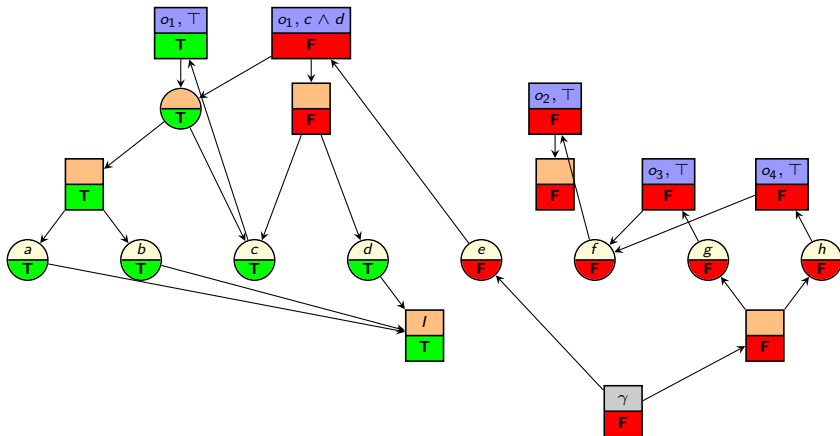 o₁, ⊤
T
o₁, c ∧ d
F
T
F
o₂, ⊤
F
T
F
o₃, ⊤
F
o₄, ⊤
F
a
T
b
T
c
T
d
T
e
F
f
F
g
F
h
F
I
T
F
γ
F